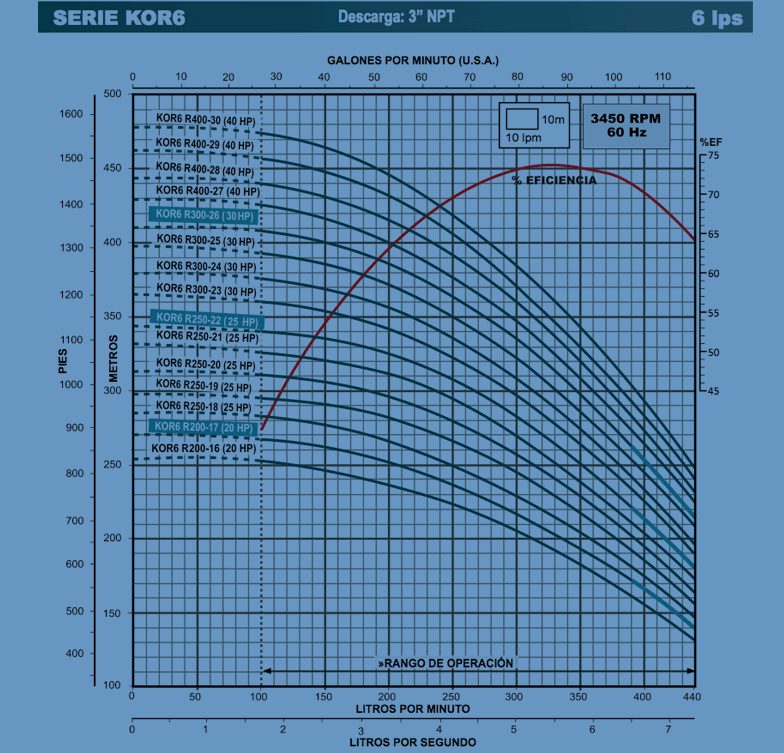 SERIE KOR6 Descarga: 3” NPT 6 lps
GALONES POR MINUTO (U.S.A.)
0 10 20 30 40 50 60 70 80 90 100 110
KOR6 R400-30 (40 HP)
KOR6 R400-29 (40 HP)
KOR6 R400-28 (40 HP)
KOR6 R400-27 (40 HP)
KOR6 R300-26 (30HP)
KOR6 R300-25 (30 HP)
KOR6 R300-24 (30 HP)
KOR6 R300-23 (30 HP)
KOR6 R250-22 (25 HP)
KOR6 R250-21 (25 HP)
KOR6 R250-20 (25 HP)
KOR6 R250-19 (25 HP)
KOR6 R250-18 (25 HP)
KOR6 R200-17 (20 HP)
KOR6 R200-16 (20 HP)
10m
10 lpm
3450 RPM
60 Hz
% EFICIENCIA
%EF
75
70
65
60
55
50
45
PIES
1600
1500
1400
1300
1200
1100
1000
900
800
700
600
500
400
METROS
500
450
400
350
300
250
200
150
100
»RANGO DE OPERACIÓN
0 50 100 150 200 250 300 350 400 440
LITROS POR MINUTO
0 1 2 3 4 5 6 7
LITROS POR SEGUNDO